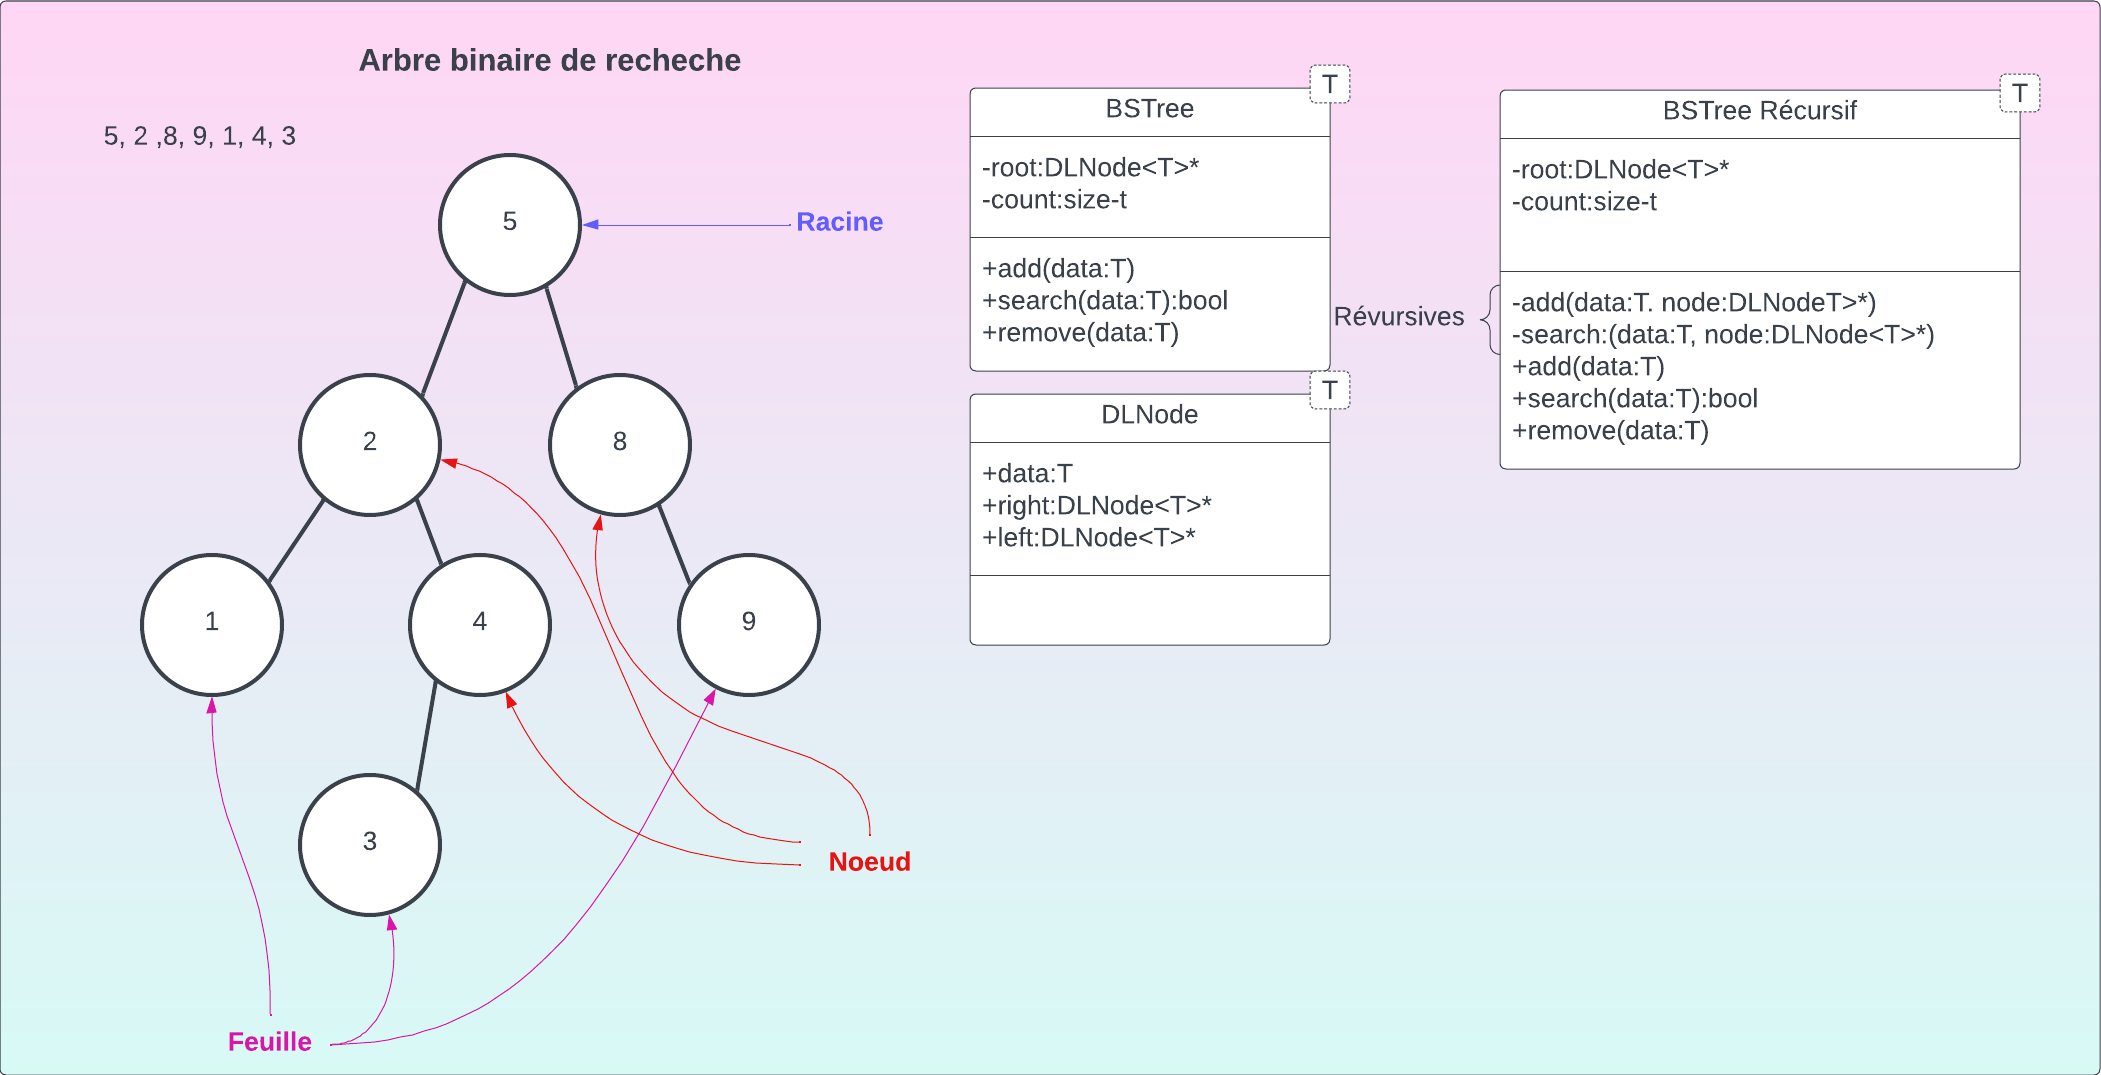 Arbre binaire de recheche
5, 2 ,8, 9, 1, 4, 3
5
Racine
2
8
1
4
9
3
Noeud
Feuille
T
BSTree
-root:DLNode<T>*
-count:size-t
+add(data:T)
+search(data:T):bool
+remove(data:T)
T
DLNode
+data:T
+right:DLNode<T>*
+left:DLNode<T>*
T
BSTree Récursif
-root:DLNode<T>*
-count:size-t
Révursives
-add(data:T. node:DLNodeT>*)
-search:(data:T, node:DLNode<T>*)
+add(data:T)
+search(data:T):bool
+remove(data:T)